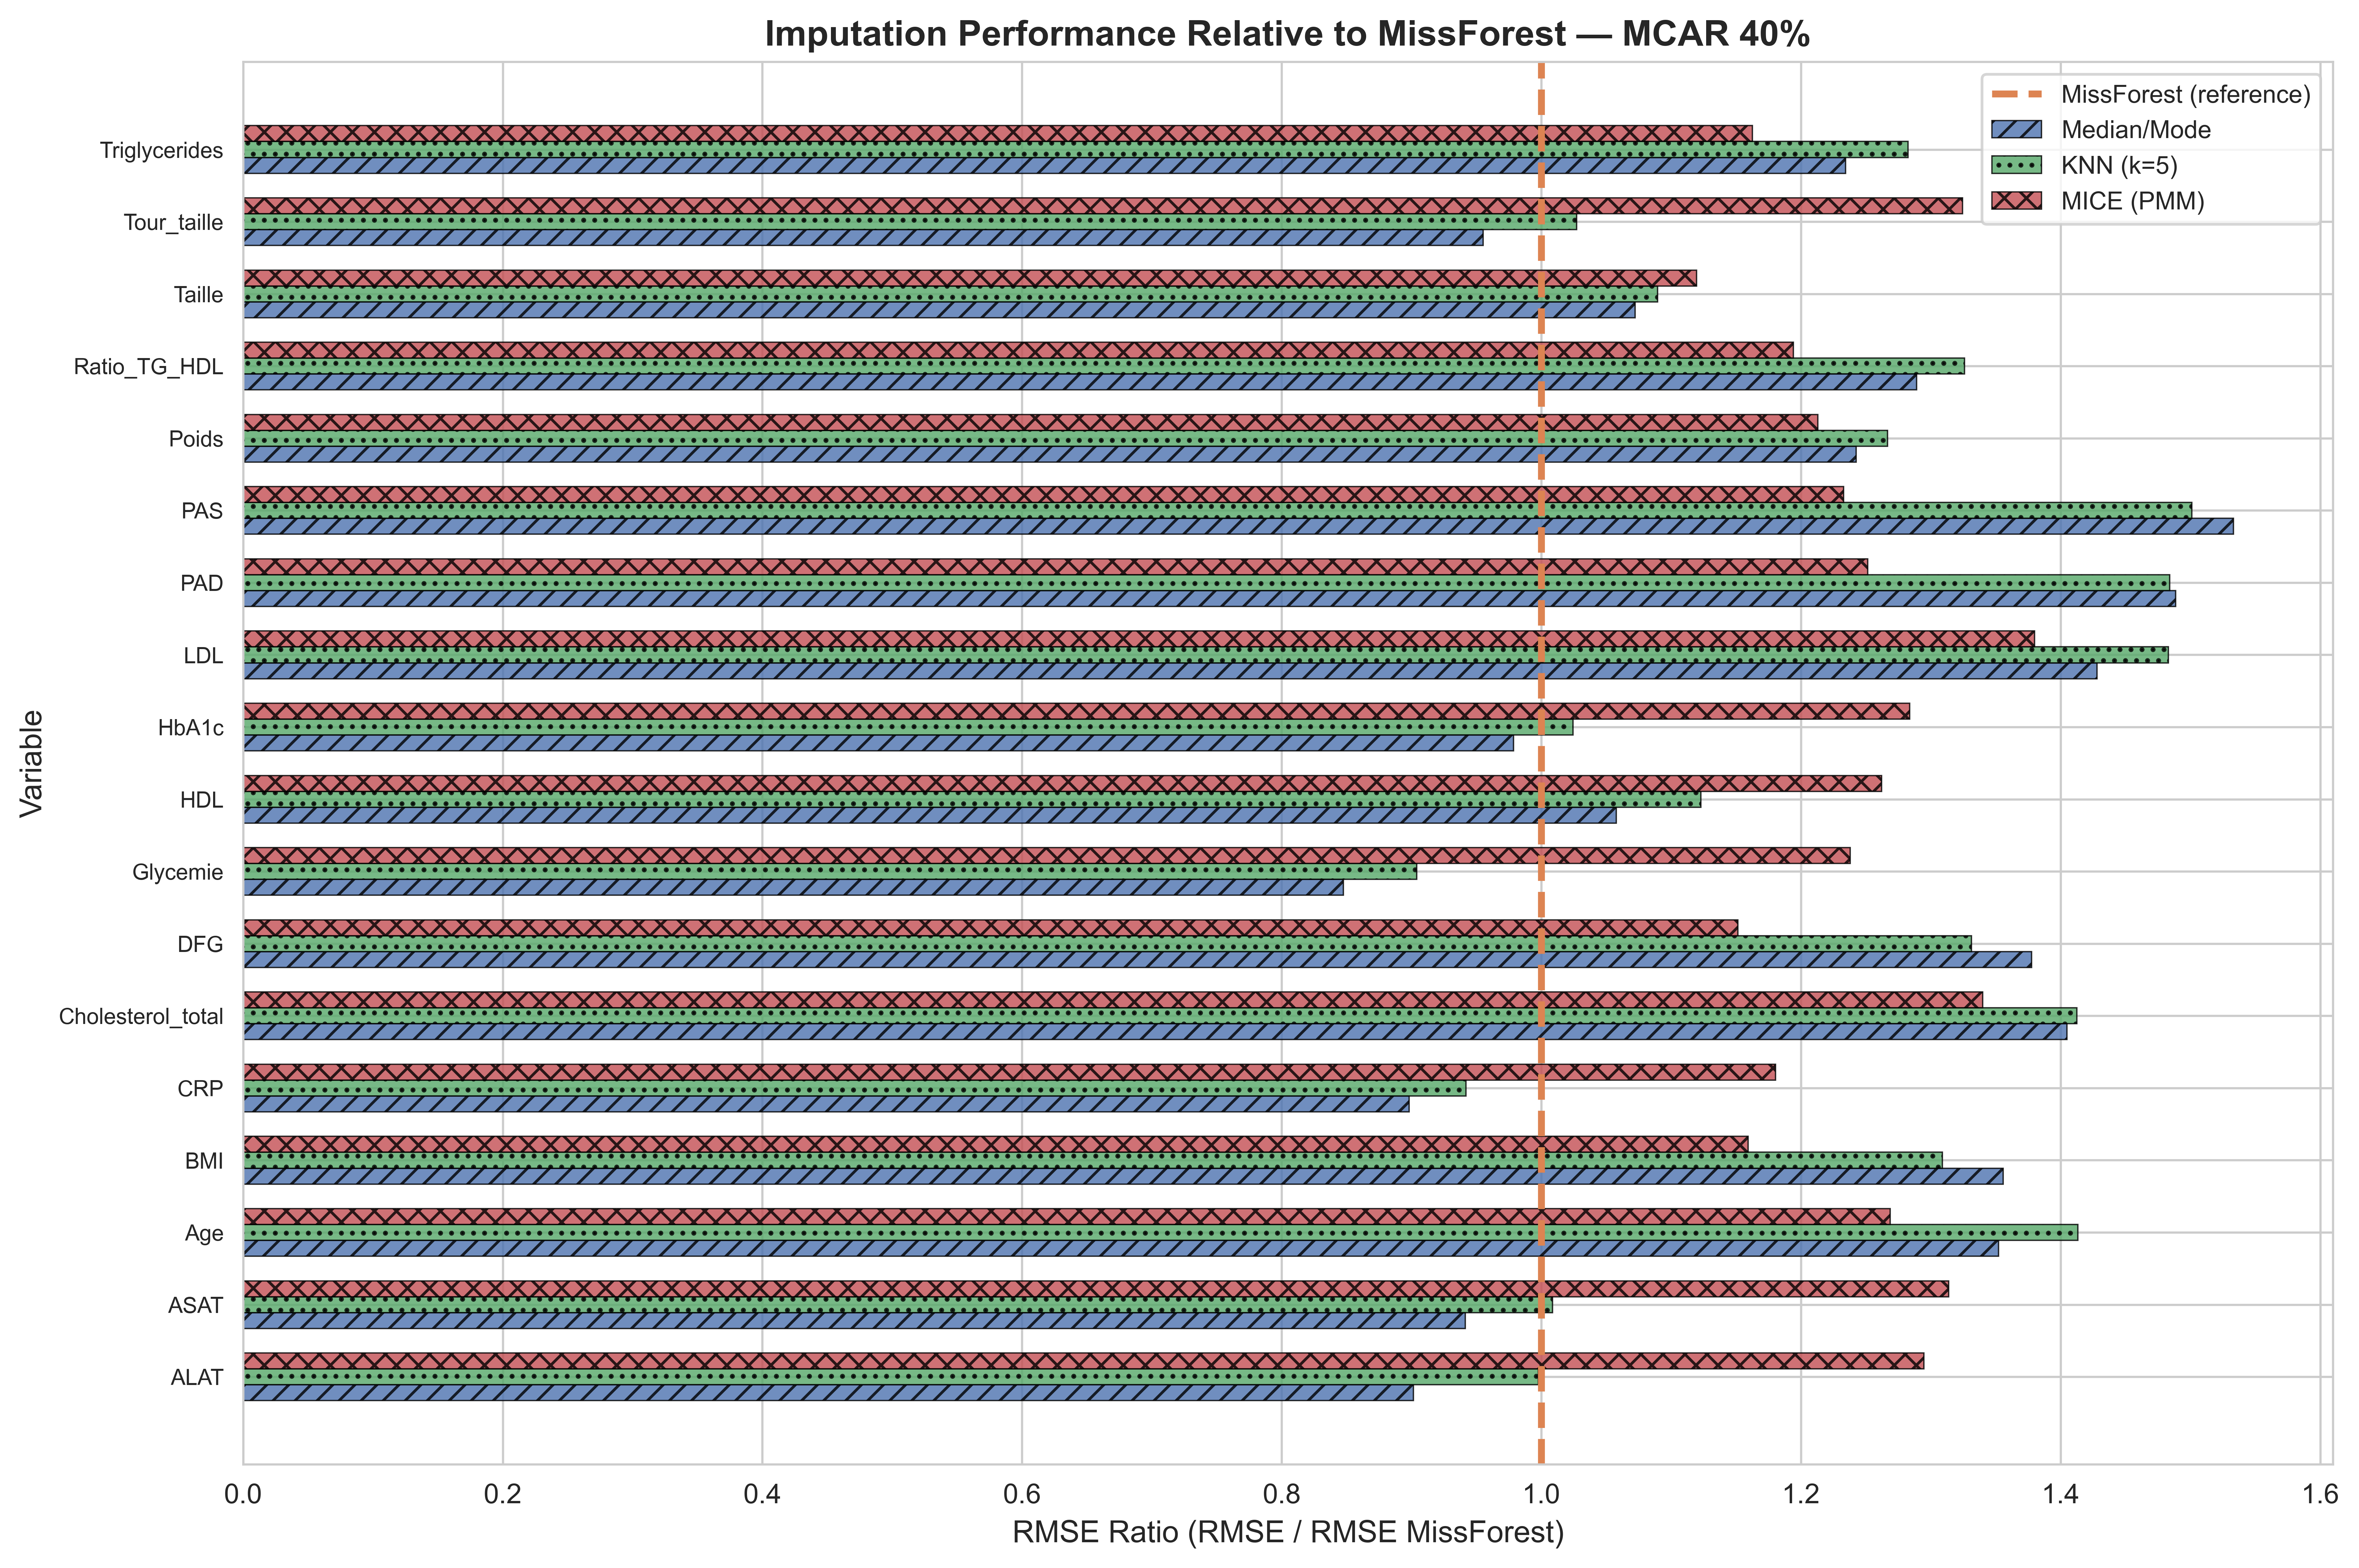 Imputation Performance Relative to MissForest — MCAR 40%
MissForest (reference)
Median/Mode
KNN (k=5)
MICE (PMM)
Variable
Triglycerides
Tour_taille
Taille
Ratio_TG_HDL
Poids
PAS
PAD
LDL
HbA1c
HDL
Glycemie
DFG
Cholesterol_total
CRP
BMI
Age
ASAT
ALAT
0.0 0.2 0.4 0.6 0.8 1.0 1.2 1.4 1.6
RMSE Ratio (RMSE / RMSE MissForest)